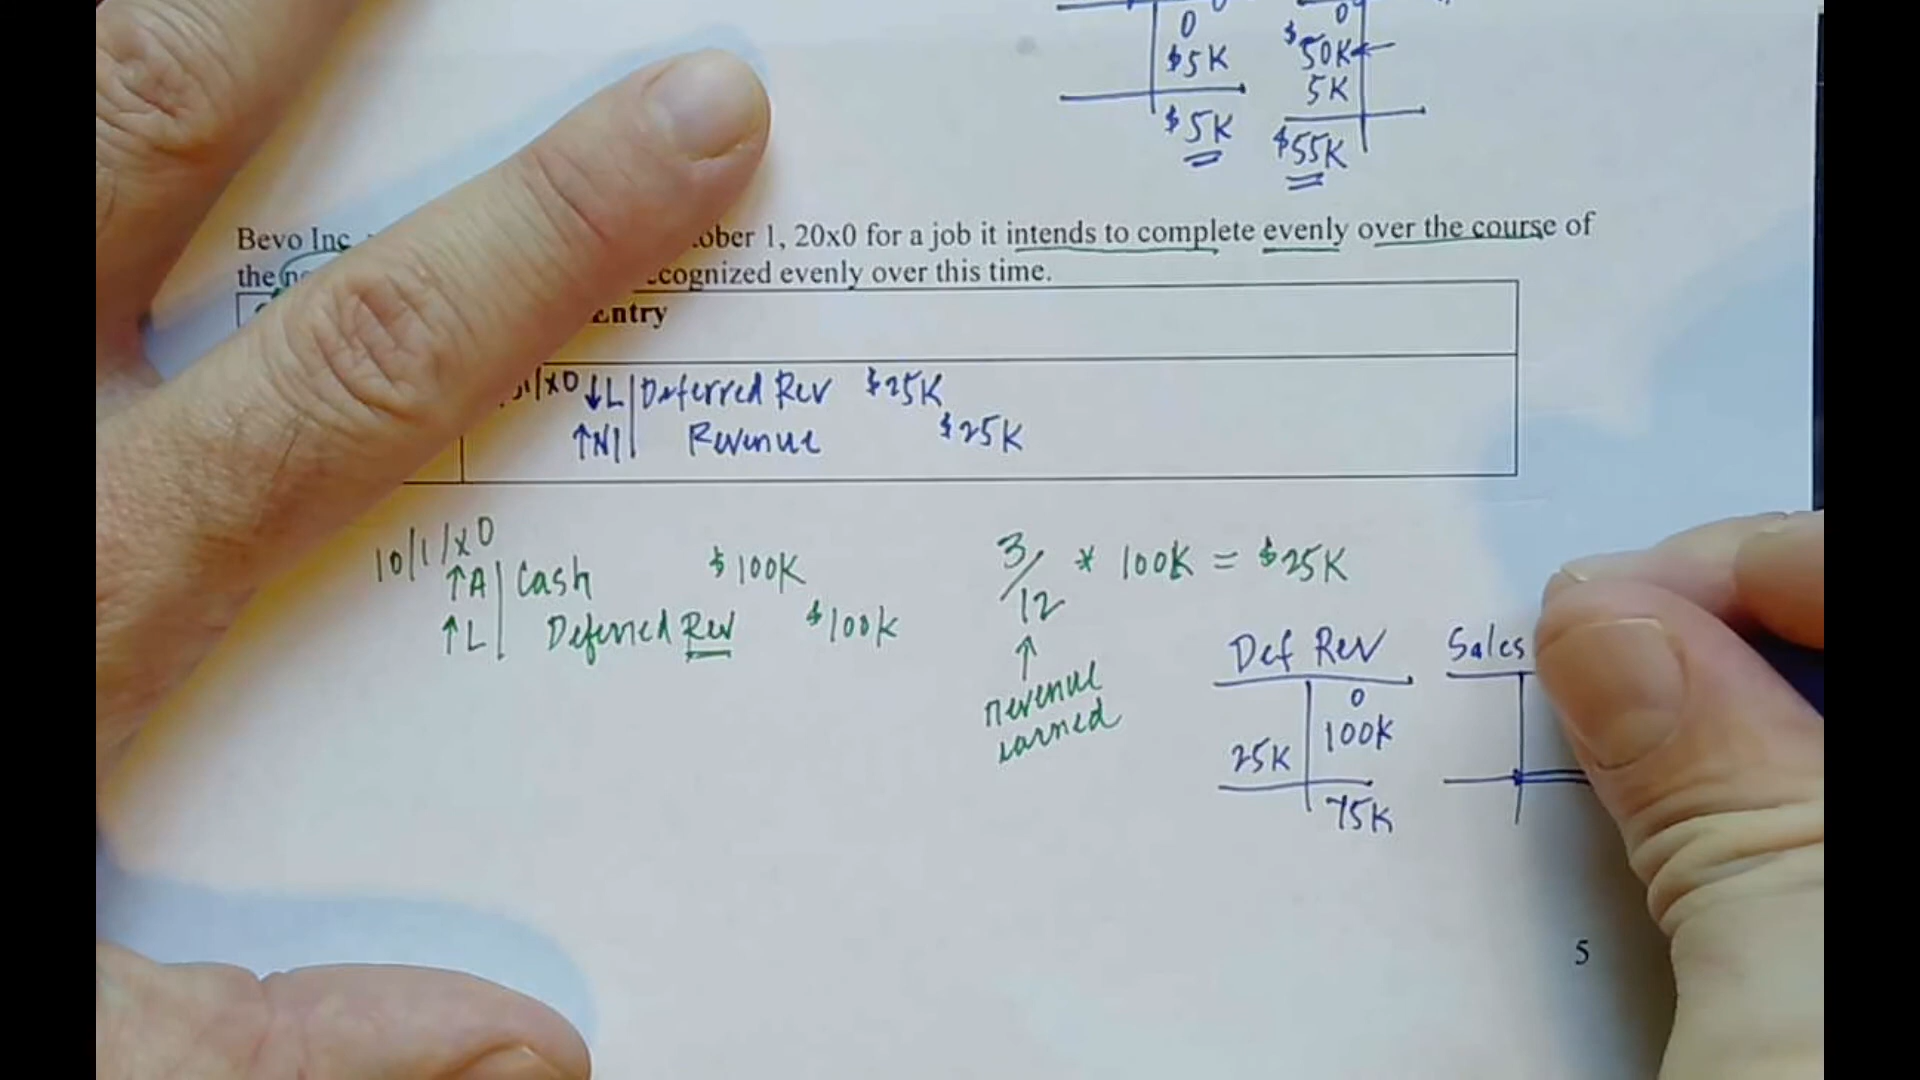 0
$5K
$5K
0
$50K
5K
$55K
Bevo Inc ober 1, 20x0 for a job it intends to complete evenly over the course of
the cognized evenly over this time.
Entry
1/x0 ↓L Deferred Rev $25K
↑NI Revenue $25K
10/1/x0
↑A Cash $100K
↑L Deferred Rev $100K
3/12 * 100K = $25K
↑
revenue
earned
Def Rev
0
100K
25K
75K
Sales
5